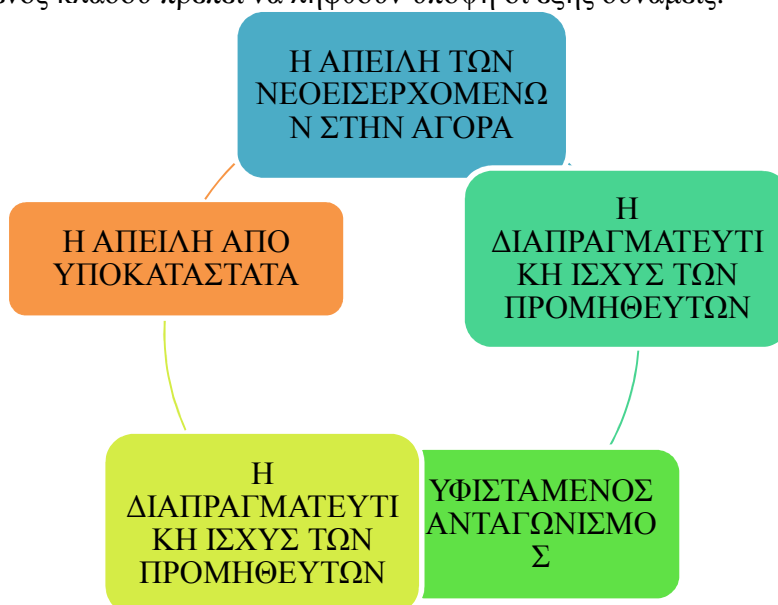 ενός κλάδου πρέπει να ληφθούν υπόψη οι εξής δυνάμεις:
Η ΑΠΕΙΛΗ ΤΩΝ
ΝΕΟΕΙΣΕΡΧΟΜΕΝΩ
Ν ΣΤΗΝ ΑΓΟΡΑ
Η
ΔΙΑΠΡΑΓΜΑΤΕΥΤΙ
ΚΗ ΙΣΧΥΣ ΤΩΝ
ΠΡΟΜΗΘΕΥΤΩΝ
ΥΦΙΣΤΑΜΕΝΟΣ
ΑΝΤΑΓΩΝΙΣΜΟ
Σ
Η
ΔΙΑΠΡΑΓΜΑΤΕΥΤΙ
ΚΗ ΙΣΧΥΣ ΤΩΝ
ΠΡΟΜΗΘΕΥΤΩΝ
Η ΑΠΕΙΛΗ ΑΠΟ
ΥΠΟΚΑΤΑΣΤΑΤΑ